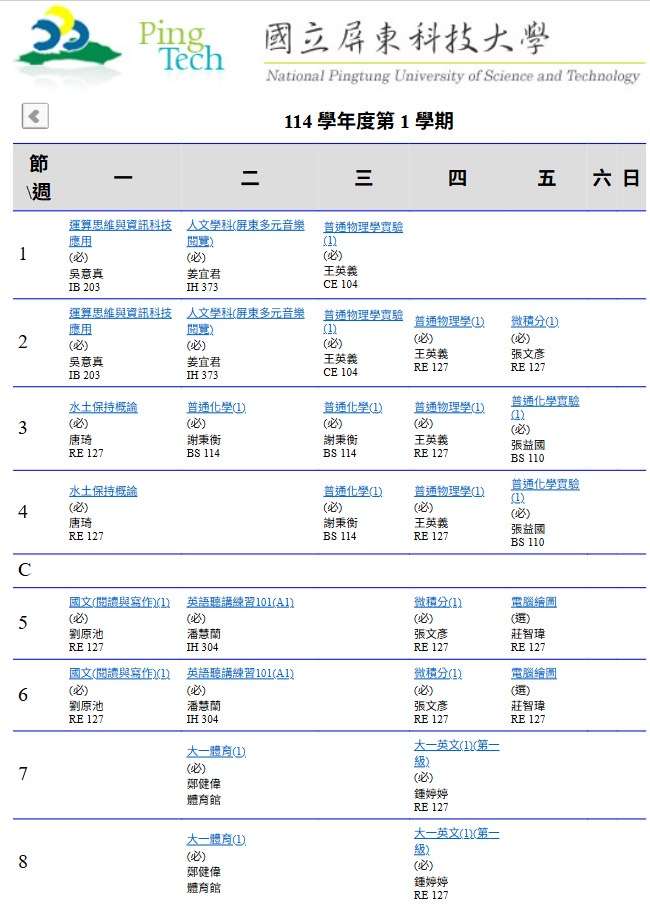 Ping
Tech
國立屏東科技大學
National Pingtung University of Science and Technology
114 學年度第 1 學期
節\週 一 二 三 四 五 六 日
1
運算思維與資訊科技
應用
(必)
吳意真
IB 203
人文學科(屏東多元音樂
閱覽)
(必)
姜宜君
IH 373
普通物理學實驗
(1)
(必)
王英義
CE 104
2
運算思維與資訊科技
應用
(必)
吳意真
IB 203
人文學科(屏東多元音樂
閱覽)
(必)
姜宜君
IH 373
普通物理學實驗
(1)
(必)
王英義
CE 104
普通物理學(1)
(必)
王英義
RE 127
微積分(1)
(必)
張文彥
RE 127
3
水土保持概論
(必)
唐琦
RE 127
普通化學(1)
(必)
謝秉衡
BS 114
普通化學(1)
(必)
謝秉衡
BS 114
普通物理學(1)
(必)
王英義
RE 127
普通化學實驗
(1)
(必)
張益國
BS 110
4
水土保持概論
(必)
唐琦
RE 127
普通化學(1)
(必)
謝秉衡
BS 114
普通物理學(1)
(必)
王英義
RE 127
普通化學實驗
(1)
(必)
張益國
BS 110
C
5
國文(閱讀與寫作)(1)
(必)
劉原池
RE 127
英語聽講練習101(A1)
(必)
潘慧蘭
IH 304
微積分(1)
(必)
張文彥
RE 127
電腦繪圖
(選)
莊智瑋
RE 127
6
國文(閱讀與寫作)(1)
(必)
劉原池
RE 127
英語聽講練習101(A1)
(必)
潘慧蘭
IH 304
微積分(1)
(必)
張文彥
RE 127
電腦繪圖
(選)
莊智瑋
RE 127
7
大一體育(1)
(必)
鄭健偉
體育館
大一英文(1)(第一
級)
(必)
鍾婷婷
RE 127
8
大一體育(1)
(必)
鄭健偉
體育館
大一英文(1)(第一
級)
(必)
鍾婷婷
RE 127